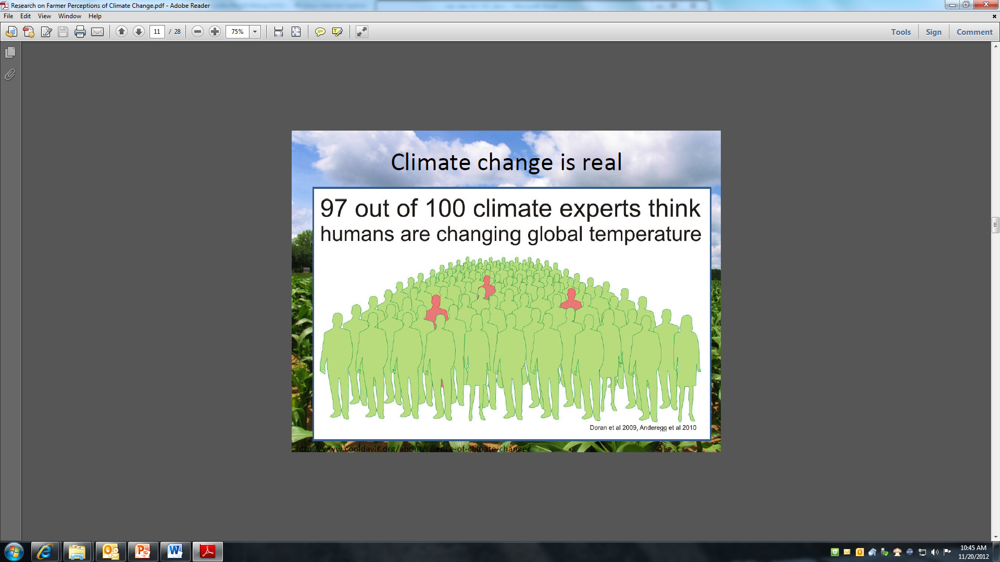 Research on Farmer Perceptions of Climate Change.pdf - Adobe Reader
File Edit View Window Help
11 / 28 75% Tools Sign Comment
Climate change is real
97 out of 100 climate experts think
humans are changing global temperature
Doran et al 2009, Anderegg et al 2010
http://www.cooldavis.org/about/science-of-climate-change/
10:45 AM
11/20/2012